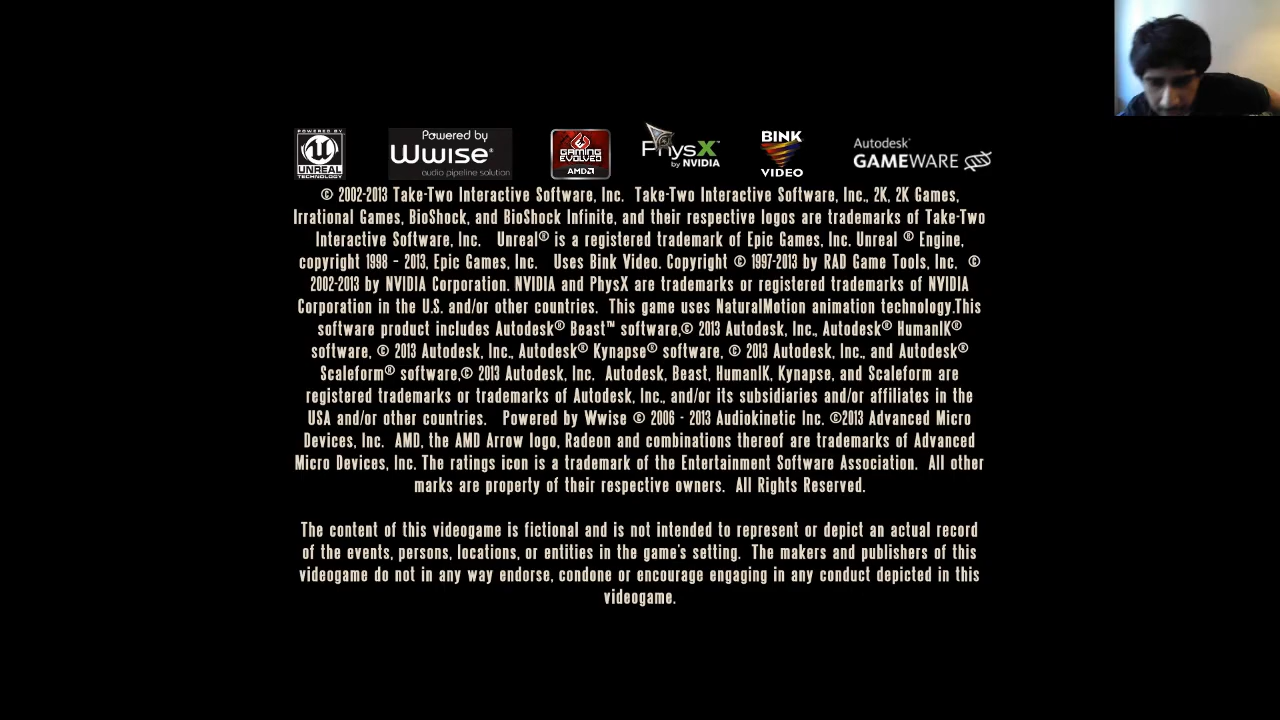 POWERED BY
UNREAL
TECHNOLOGY
Powered by
Wwise®
audio pipeline solution
GAMING
EVOLVED
AMD
PhysX™
by NVIDIA
BINK
VIDEO
Autodesk®
GAMEWARE
© 2002-2013 Take-Two Interactive Software, Inc. Take-Two Interactive Software, Inc., 2K, 2K Games,
Irrational Games, BioShock, and BioShock Infinite, and their respective logos are trademarks of Take-Two
Interactive Software, Inc. Unreal® is a registered trademark of Epic Games, Inc. Unreal ® Engine,
copyright 1998 – 2013, Epic Games, Inc. Uses Bink Video. Copyright © 1997-2013 by RAD Game Tools, Inc. ©
2002-2013 by NVIDIA Corporation. NVIDIA and PhysX are trademarks or registered trademarks of NVIDIA
Corporation in the U.S. and/or other countries. This game uses NaturalMotion animation technology.This
software product includes Autodesk® Beast™ software,© 2013 Autodesk, Inc., Autodesk® HumanIK®
software, © 2013 Autodesk, Inc., Autodesk® Kynapse® software, © 2013 Autodesk, Inc., and Autodesk®
Scaleform® software,© 2013 Autodesk, Inc. Autodesk, Beast, HumanIK, Kynapse, and Scaleform are
registered trademarks or trademarks of Autodesk, Inc., and/or its subsidiaries and/or affiliates in the
USA and/or other countries. Powered by Wwise © 2006 - 2013 Audiokinetic Inc. ©2013 Advanced Micro
Devices, Inc. AMD, the AMD Arrow logo, Radeon and combinations thereof are trademarks of Advanced
Micro Devices, Inc. The ratings icon is a trademark of the Entertainment Software Association. All other
marks are property of their respective owners. All Rights Reserved.
The content of this videogame is fictional and is not intended to represent or depict an actual record
of the events, persons, locations, or entities in the game's setting. The makers and publishers of this
videogame do not in any way endorse, condone or encourage engaging in any conduct depicted in this
videogame.